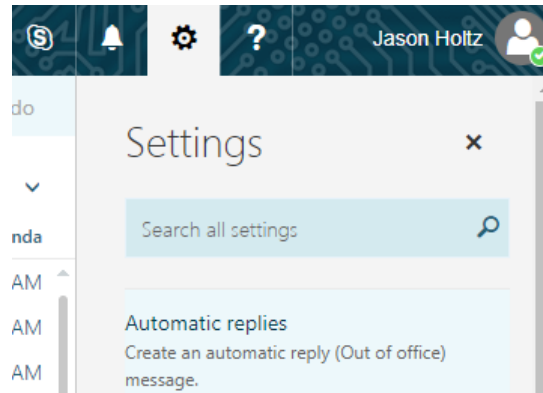 ? Jason Holtz
do
Settings
Search all settings
nda
AM
Automatic replies
AM
Create an automatic reply (Out of office)
AM
message.